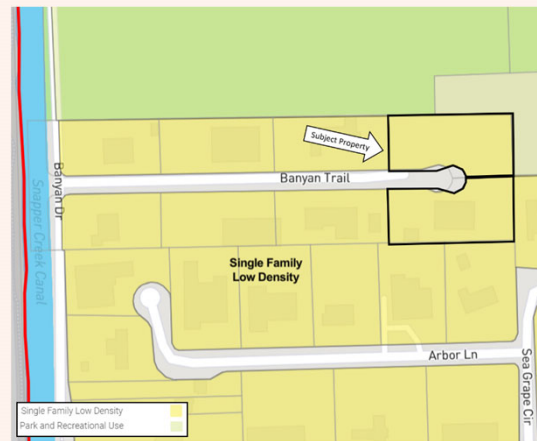 Subject Property
Banyan Trail
Banyan Dr
Snapper Creek Canal
Single Family
Low Density
Arbor Ln
Sea Grape Cir
Single Family Low Density
Park and Recreational Use